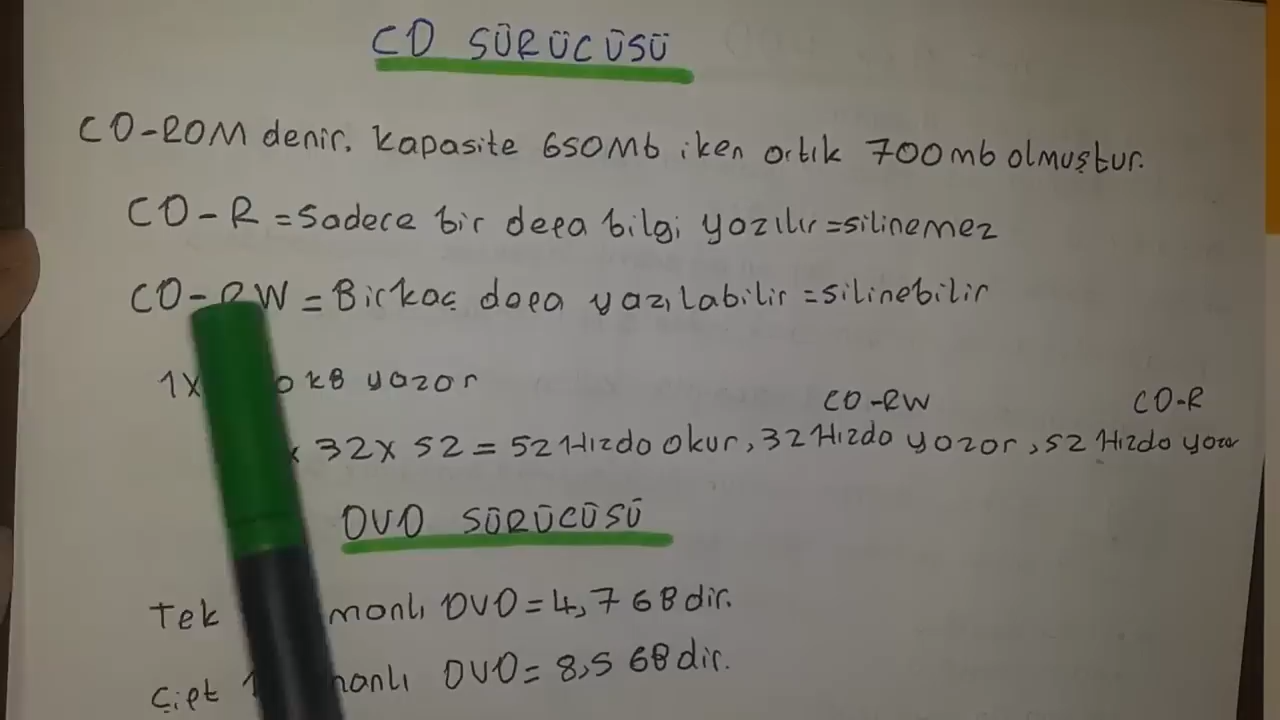 CD SÜRÜCÜSÜ
CD-ROM denir. Kapasite 650Mb iken artık 700mb olmuştur.
CD-R = Sadece bir defa bilgi yazılır = silinemez
CD-RW = Birkaç defa yazılabilir = silinebilir
1X KB yazar
CD-RW CD-R
x 32x 52 = 52 Hızda okur, 32 Hızda yazar, 52 Hızda yazar
DVD SÜRÜCÜSÜ
Tek DVD = 4,7 GB dir.
Çift DVD = 8,5 GB dir.